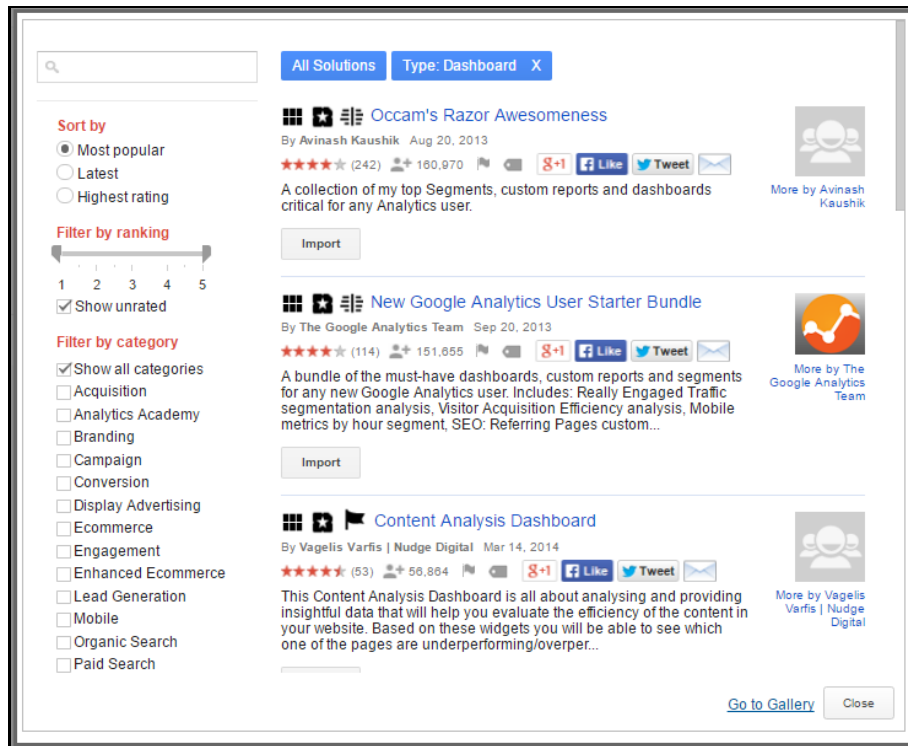 All Solutions Type: Dashboard X
Sort by
Most popular
Latest
Highest rating
Filter by ranking
1 2 3 4 5
Show unrated
Filter by category
Show all categories
Acquisition
Analytics Academy
Branding
Campaign
Conversion
Display Advertising
Ecommerce
Engagement
Enhanced Ecommerce
Lead Generation
Mobile
Organic Search
Paid Search
Occam's Razor Awesomeness
By Avinash Kaushik Aug 20, 2013
(242) 160,970 g+1 Like Tweet
A collection of my top Segments, custom reports and dashboards
critical for any Analytics user.
Import
More by Avinash
Kaushik
New Google Analytics User Starter Bundle
By The Google Analytics Team Sep 20, 2013
(114) 151,655 g+1 Like Tweet
A bundle of the must-have dashboards, custom reports and segments
for any new Google Analytics user. Includes: Really Engaged Traffic
segmentation analysis, Visitor Acquisition Efficiency analysis, Mobile
metrics by hour segment, SEO: Referring Pages custom...
Import
More by The
Google Analytics
Team
Content Analysis Dashboard
By Vagelis Varfis | Nudge Digital Mar 14, 2014
(53) 56,864 g+1 Like Tweet
This Content Analysis Dashboard is all about analysing and providing
insightful data that will help you evaluate the efficiency of the content in
your website. Based on these widgets you will be able to see which
one of the pages are underperforming/overper...
More by Vagelis
Varfis | Nudge
Digital
Go to Gallery Close